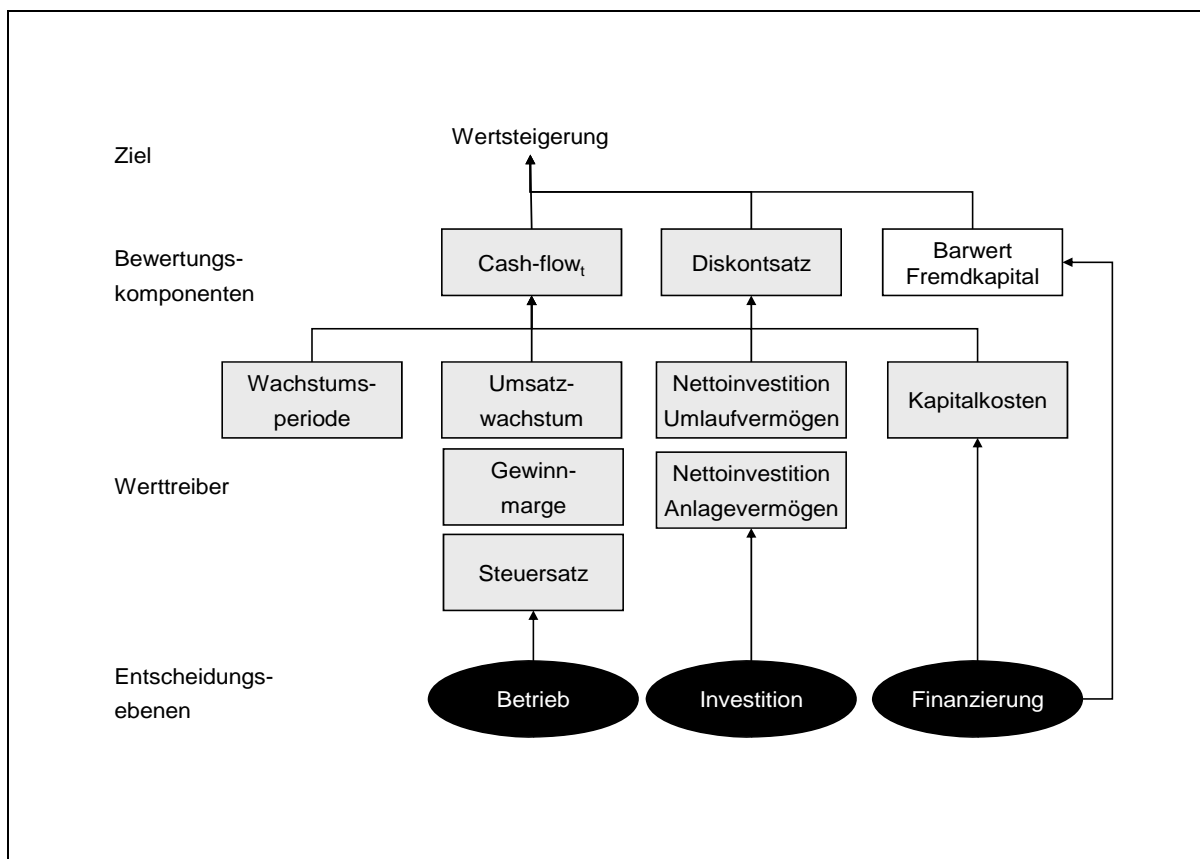 Wertsteigerung
Ziel
Bewertungs-
komponenten
Cash-flowt
Diskontsatz
Barwert
Fremdkapital
Wachstums-
periode
Umsatz-
wachstum
Nettoinvestition
Umlaufvermögen
Kapitalkosten
Werttreiber
Gewinn-
marge
Nettoinvestition
Anlagevermögen
Steuersatz
Entscheidungs-
ebenen
Betrieb
Investition
Finanzierung